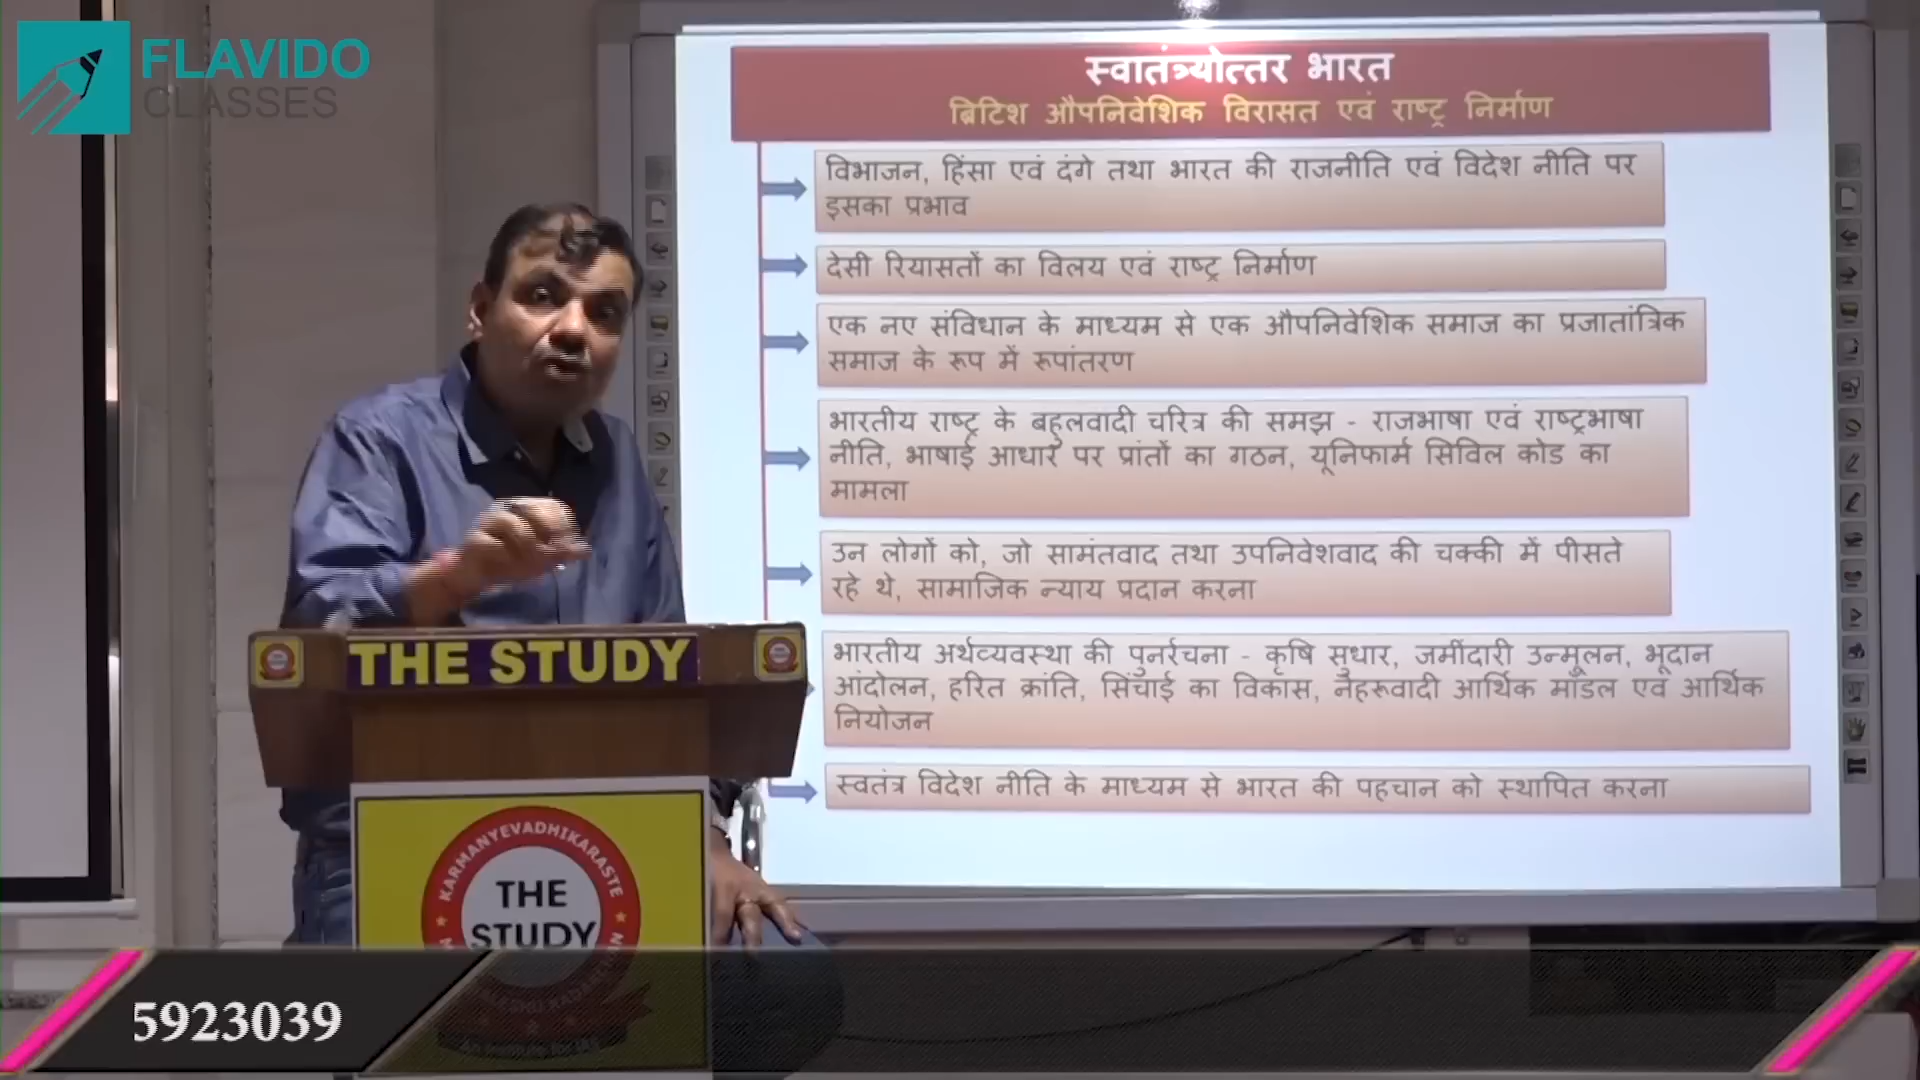 FLAVIDO
CLASSES
स्वातंत्र्योत्तर भारत
ब्रिटिश औपनिवेशिक विरासत एवं राष्ट्र निर्माण
विभाजन, हिंसा एवं दंगे तथा भारत की राजनीति एवं विदेश नीति पर
इसका प्रभाव
देसी रियासतों का विलय एवं राष्ट्र निर्माण
एक नए संविधान के माध्यम से एक औपनिवेशिक समाज का प्रजातांत्रिक
समाज के रूप में रूपांतरण
भारतीय राष्ट्र के बहुलवादी चरित्र की समझ - राजभाषा एवं राष्ट्रभाषा
नीति, भाषाई आधार पर प्रांतों का गठन, यूनिफार्म सिविल कोड का
मामला
उन लोगों को, जो सामंतवाद तथा उपनिवेशवाद की चक्की में पीसते
रहे थे, सामाजिक न्याय प्रदान करना
भारतीय अर्थव्यवस्था की पुनर्रचना - कृषि सुधार, जमींदारी उन्मूलन, भूदान
आंदोलन, हरित क्रांति, सिंचाई का विकास, नेहरूवादी आर्थिक मॉडल एवं आर्थिक
नियोजन
स्वतंत्र विदेश नीति के माध्यम से भारत की पहचान को स्थापित करना
THE STUDY
KARMANYEVADHIKARASTE
THE
STUDY
5923039